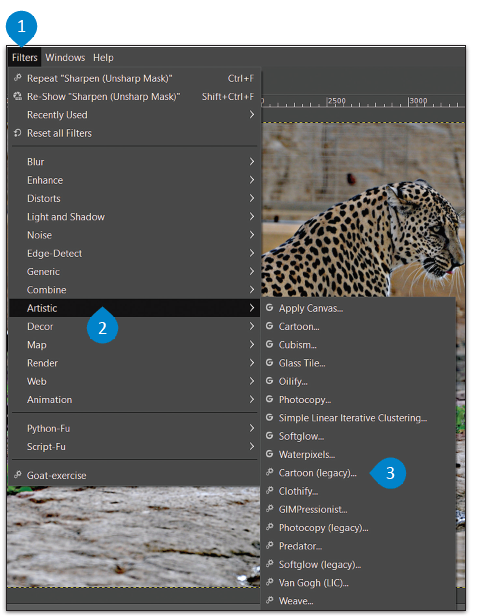 1
Filters Windows Help
Repeat "Sharpen (Unsharp Mask)" Ctrl+F
Re-Show "Sharpen (Unsharp Mask)" Shift+Ctrl+F
Recently Used
Reset all Filters
2500 3000
Blur
Enhance
Distorts
Light and Shadow
Noise
Edge-Detect
Generic
Combine
Artistic
2
Decor
Map
Render
Web
Animation
Python-Fu
Script-Fu
Goat-exercise
Apply Canvas...
Cartoon...
Cubism...
Glass Tile...
Oilify...
Photocopy...
Simple Linear Iterative Clustering...
Softglow...
Waterpixels...
Cartoon (legacy)...
3
Clothify...
GIMPressionist...
Photocopy (legacy)...
Predator...
Softglow (legacy)...
Van Gogh (LIC)...
Weave...